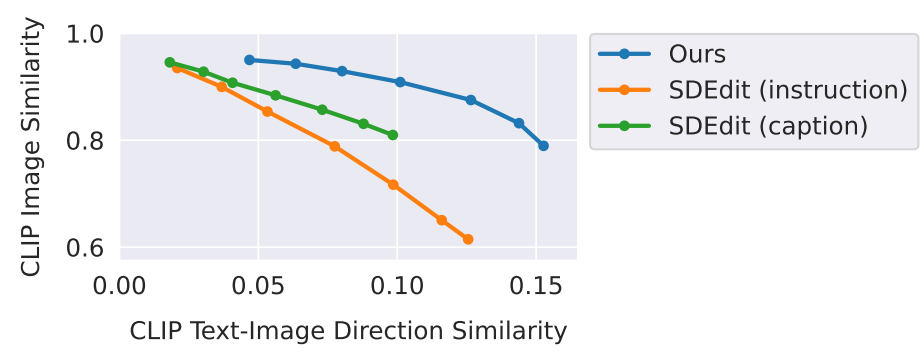 CLIP Image Similarity
1.0
0.8
0.6
0.00 0.05 0.10 0.15
CLIP Text-Image Direction Similarity
Ours
SDEdit (instruction)
SDEdit (caption)